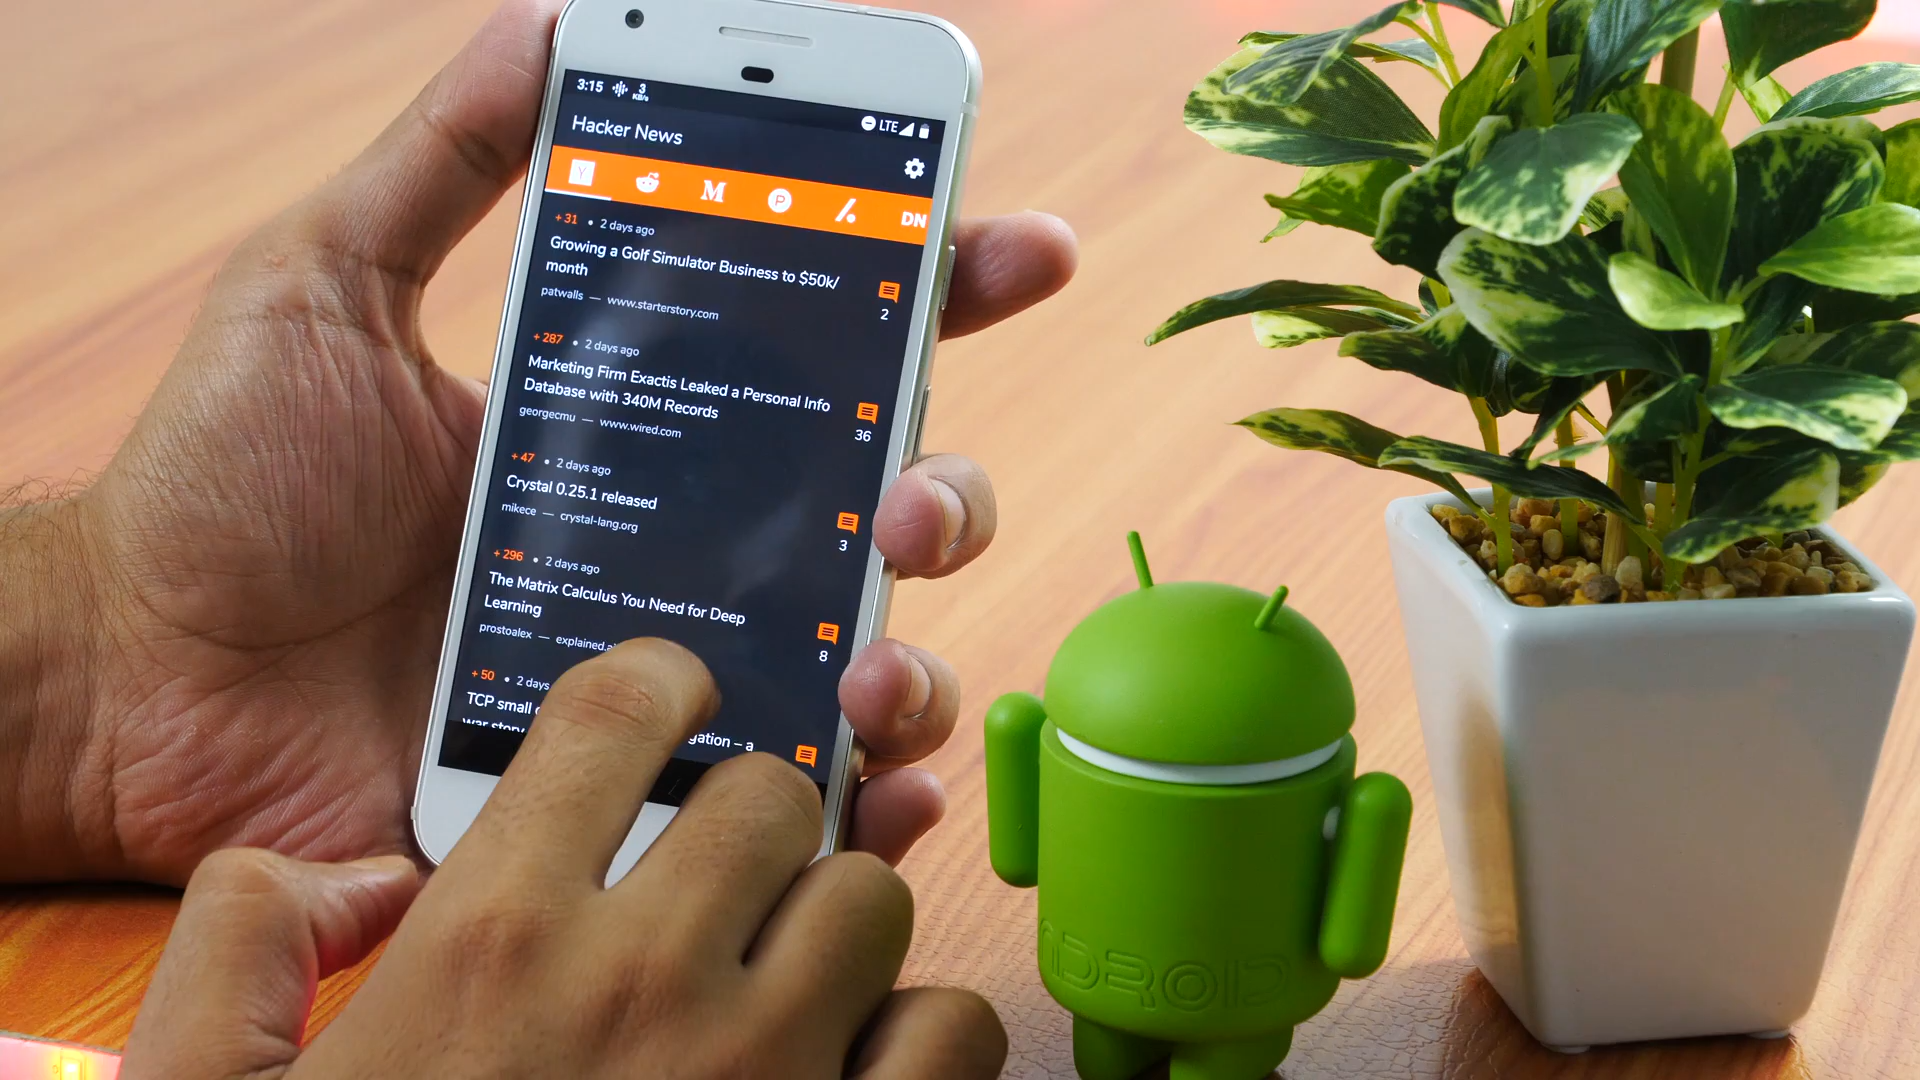 3:15 3 KB/s LTE
Hacker News
Y M P DN
+ 31 • 2 days ago
Growing a Golf Simulator Business to $50k/
month
patwalls — www.starterstory.com
2
+ 287 • 2 days ago
Marketing Firm Exactis Leaked a Personal Info
Database with 340M Records
georgecmu — www.wired.com
36
+ 47 • 2 days ago
Crystal 0.25.1 released
mikece — crystal-lang.org
3
+ 296 • 2 days ago
The Matrix Calculus You Need for Deep
Learning
prostoalex — explained.a
8
+ 50 • 2 days
TCP small gation – a
war story
NDROID